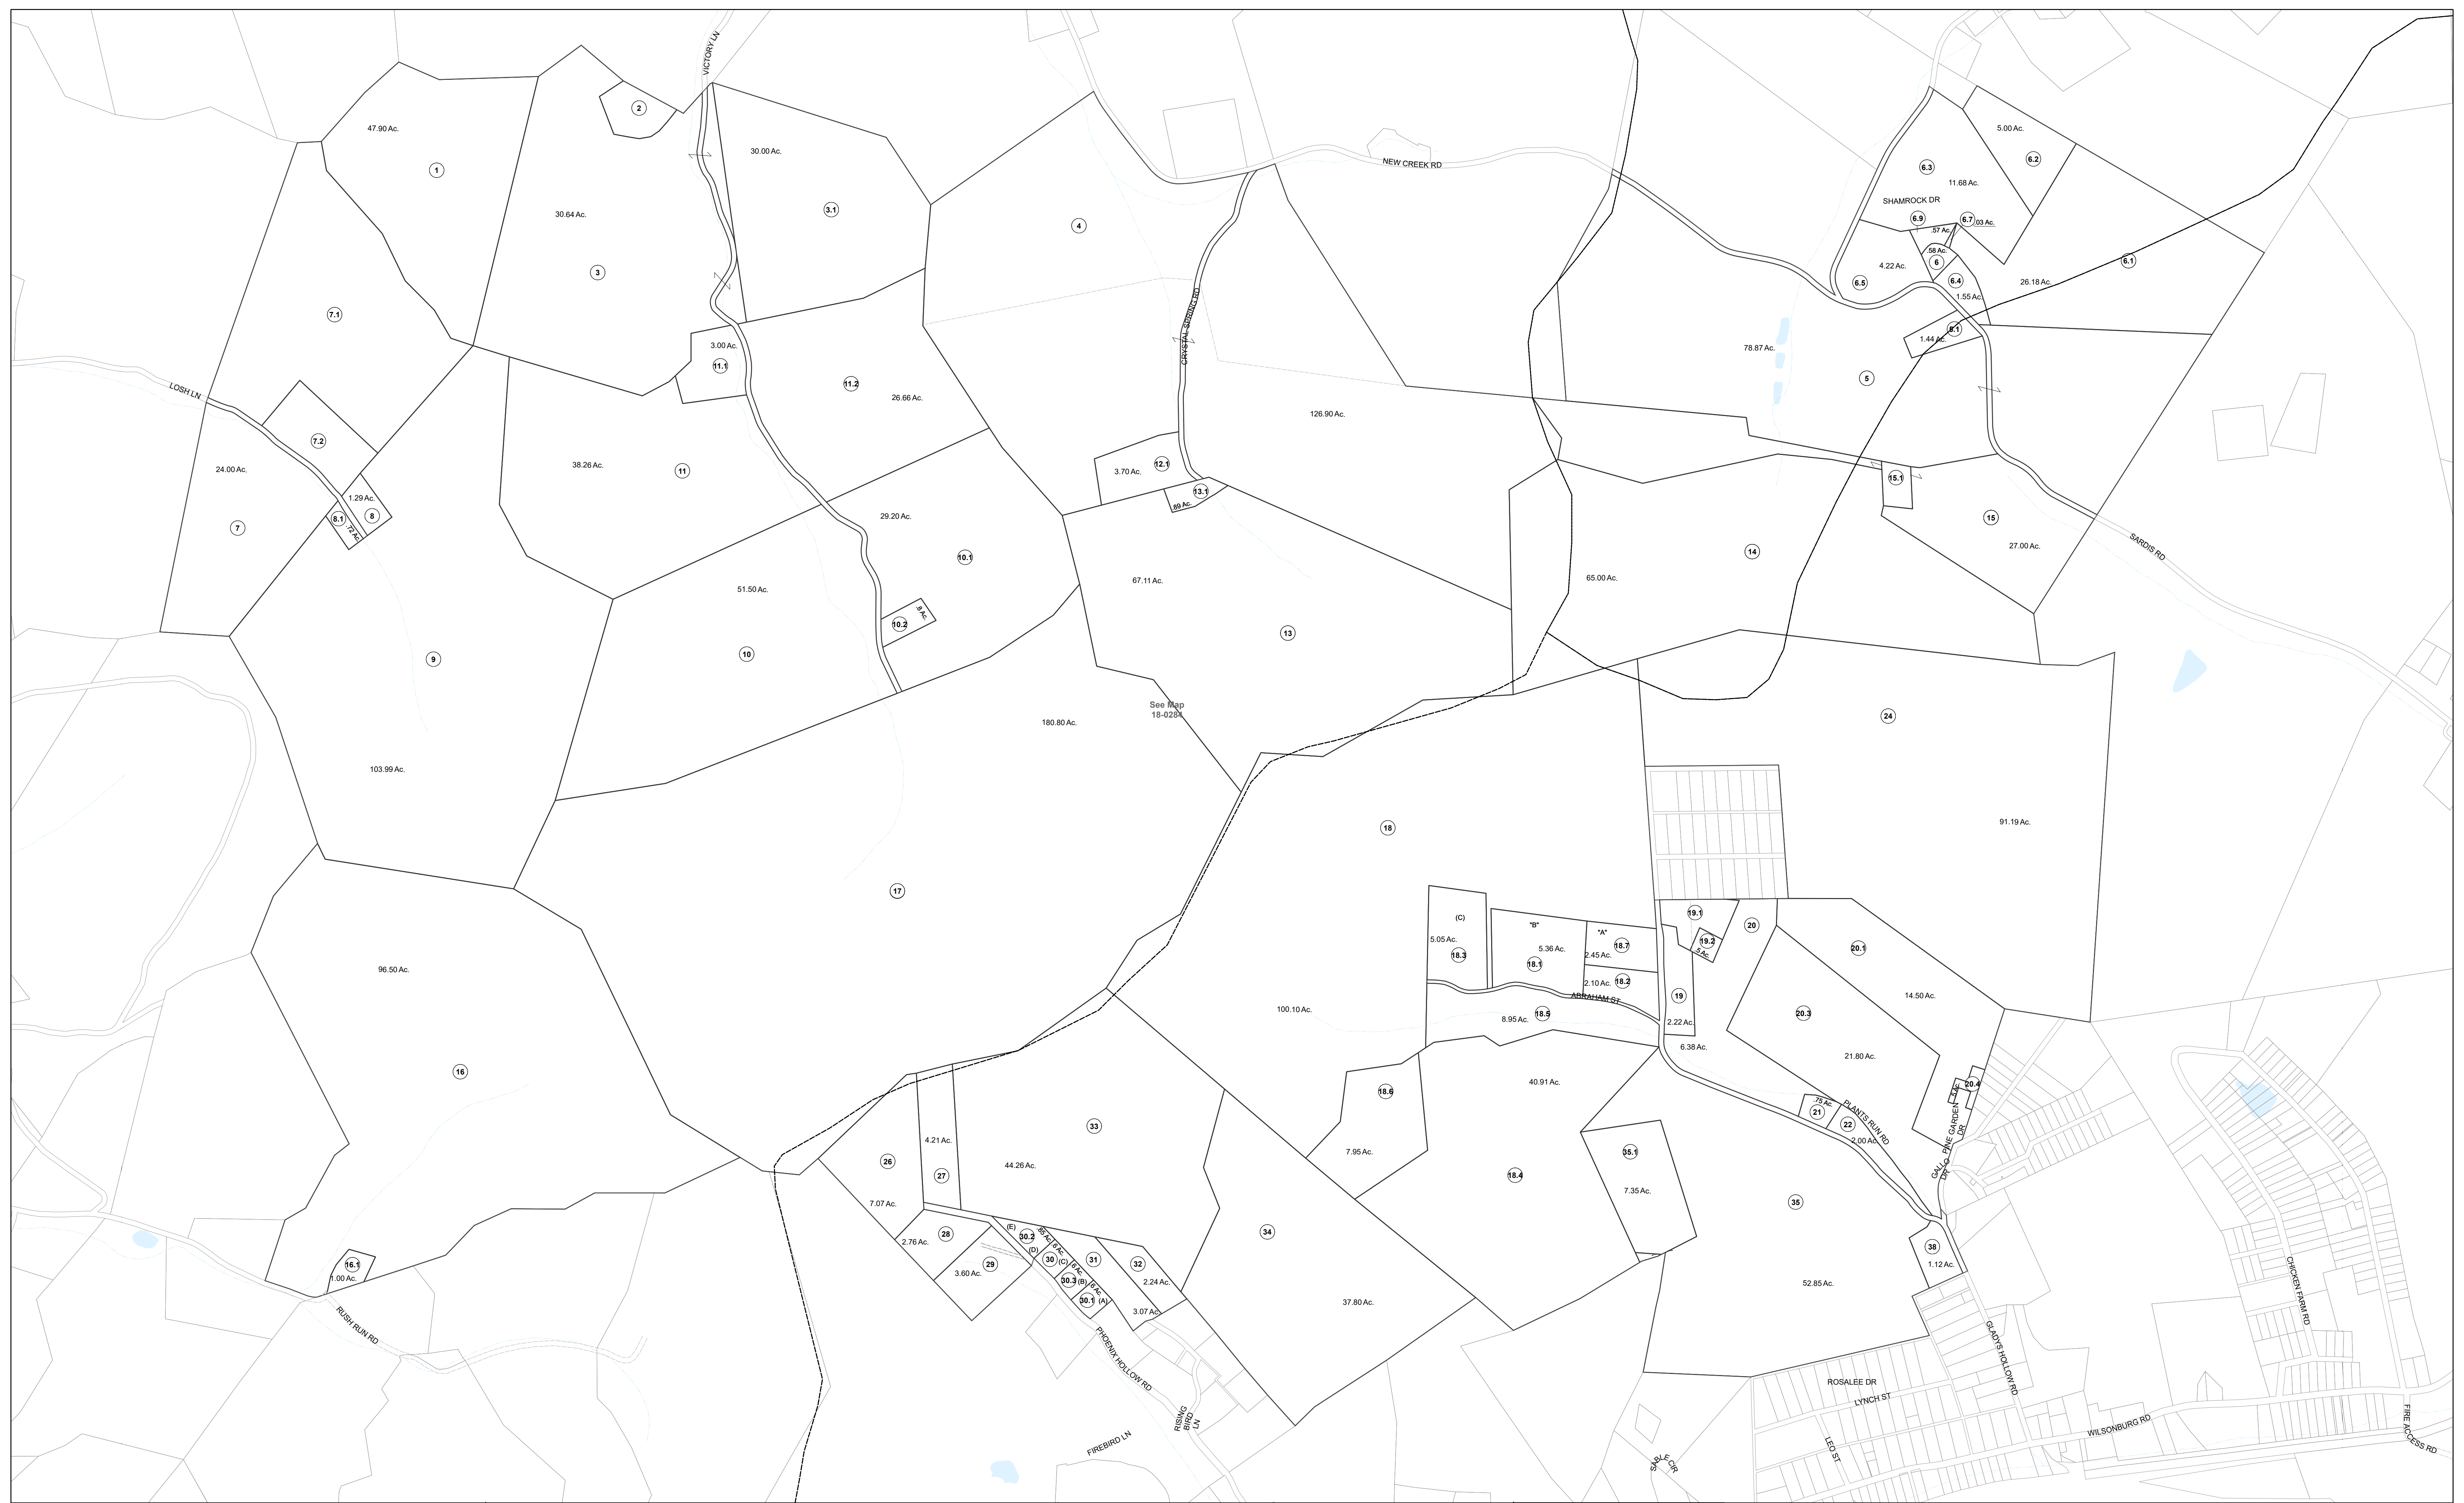 VICTORY LN
2
47.90 Ac.
1
30.64 Ac.
3
30.00 Ac.
3.1
4
NEW CREEK RD
5.00 Ac.
6.2
6.3
11.68 Ac.
SHAMROCK DR
6.9
6.7
.03 Ac.
.57 Ac.
.58 Ac.
6
4.22 Ac.
6.5
6.4
1.55 Ac.
26.18 Ac.
6.1
5.1
1.44 Ac.
7.1
CRYSTAL SPRING RD
3.00 Ac.
11.1
11.2
26.66 Ac.
78.87 Ac.
5
LOSH LN
126.90 Ac.
7.2
24.00 Ac.
38.26 Ac.
11
3.70 Ac.
12.1
13.1
.89 Ac.
15.1
1.29 Ac.
8
8.1
.72 Ac.
7
29.20 Ac.
10.1
15
27.00 Ac.
SARDIS RD
14
65.00 Ac.
67.11 Ac.
51.50 Ac.
.8 Ac.
10.2
13
9
10
See Map
18-0284
180.80 Ac.
24
103.99 Ac.
91.19 Ac.
18
17
(C)
5.05 Ac.
18.3
"B"
5.36 Ac.
18.1
"A"
18.7
2.45 Ac.
2.10 Ac.
18.2
ABRAHAM ST
19.1
19.2
.5 Ac.
20
20.1
14.50 Ac.
19
2.22 Ac.
96.50 Ac.
100.10 Ac.
8.95 Ac.
18.5
20.3
21.80 Ac.
6.38 Ac.
16
40.91 Ac.
18.6
20.4
.5 Ac.
PINE GARDEN DR
.75 Ac.
21
22
2.00 Ac.
PLANTS RUN RD
GALLO DR
33
4.21 Ac.
26
27
44.26 Ac.
7.07 Ac.
7.95 Ac.
18.4
35.1
7.35 Ac.
35
34
28
2.76 Ac.
(E)
30.2
.85 Ac.
(D)
30
.6 Ac.
(C)
30.3
.6 Ac.
(B)
30.1
.6 Ac.
(A)
31
32
2.24 Ac.
3.07 Ac.
29
3.60 Ac.
38
1.12 Ac.
16.1
1.00 Ac.
52.85 Ac.
37.80 Ac.
RUSH RUN RD
PHOENIX HOLLOW RD
GLADYS HOLLOW RD
CHICKEN FARM RD
ROSALEE DR
LYNCH ST
RISING
BIRD
LN
FIREBIRD LN
LEO ST
SABLE CIR
WILSONBURG RD
FIRE ACCESS RD